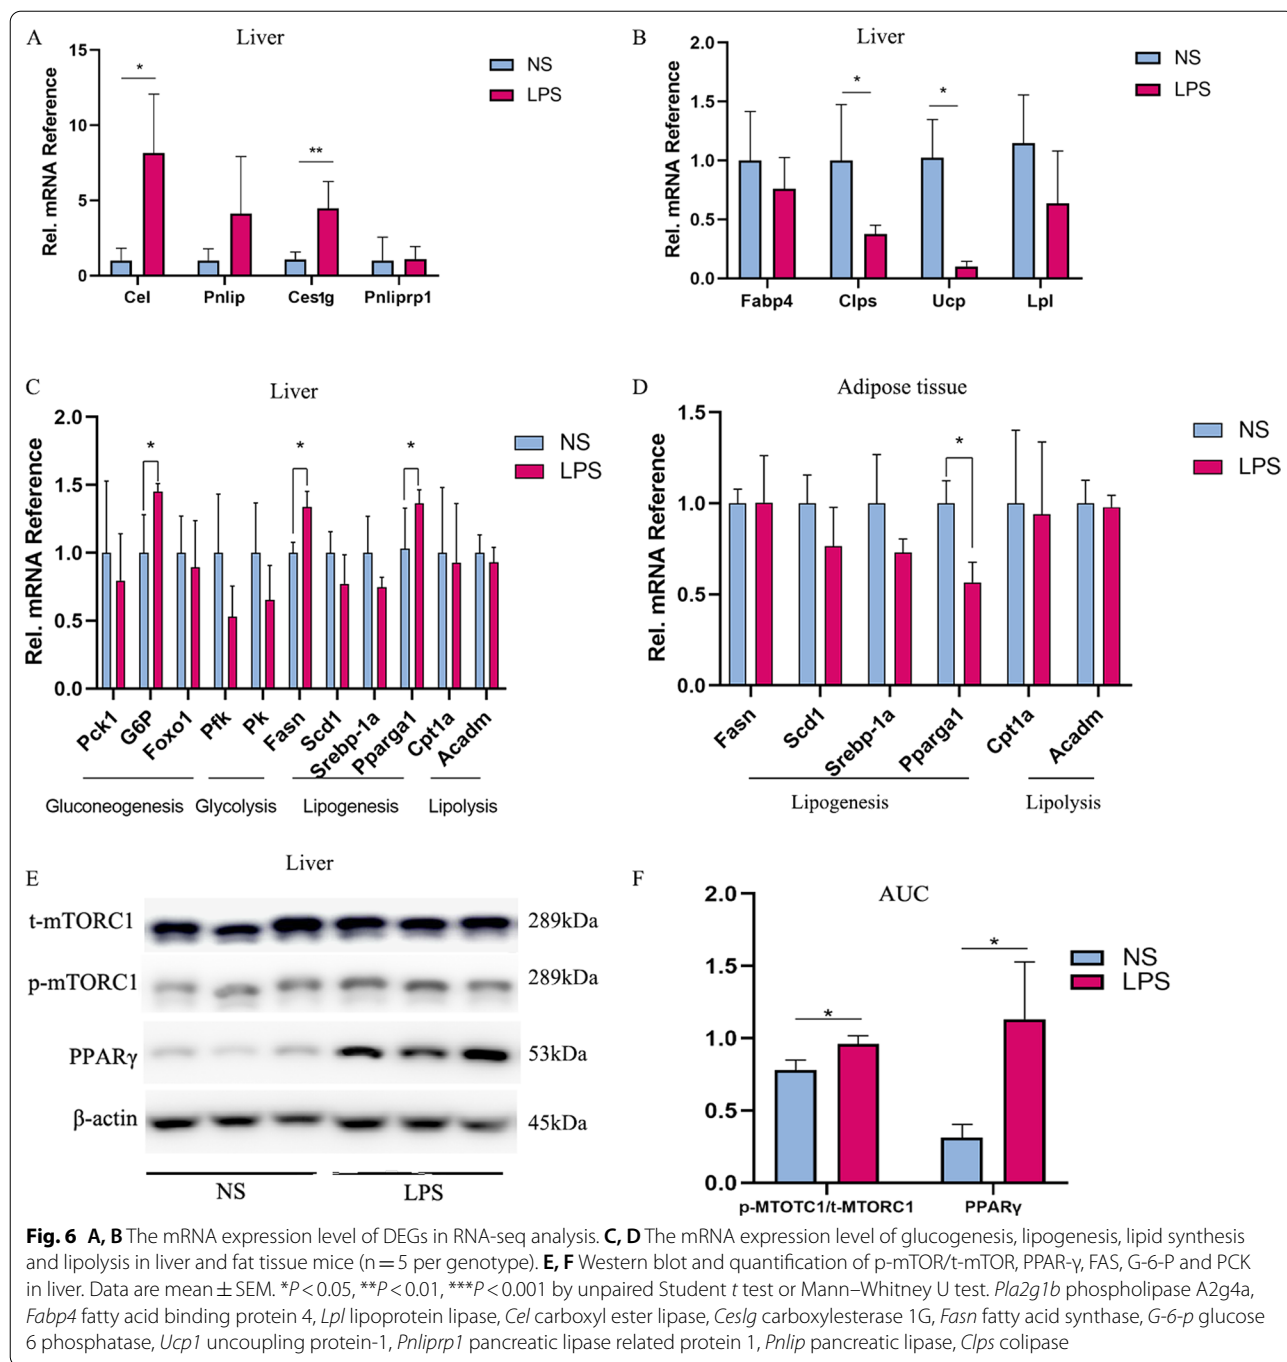 A
Liver
Rel. mRNA Reference
15
10
5
0
*
**
Cel
Pnlip
Ces1g
Pnliprp1
NS
LPS
B
Liver
Rel. mRNA Reference
2.0
1.5
1.0
0.5
0.0
*
*
Fabp4
Clps
Ucp
Lpl
NS
LPS
C
Liver
Rel. mRNA Reference
2.0
1.5
1.0
0.5
0.0
*
*
*
Pck1
G6P
Foxo1
Pfk
Pk
Fasn
Scd1
Srebp-1a
Pparga1
Cpt1a
Acadm
Gluconeogenesis
Glycolysis
Lipogenesis
Lipolysis
NS
LPS
D
Adipose tissue
Rel. mRNA Reference
1.5
1.0
0.5
0.0
*
Fasn
Scd1
Srebp-1a
Pparga1
Cpt1a
Acadm
Lipogenesis
Lipolysis
NS
LPS
E
Liver
t-mTORC1 289kDa
p-mTORC1 289kDa
PPARγ 53kDa
β-actin 45kDa
NS
LPS
F
AUC
2.0
1.5
1.0
0.5
0.0
*
*
p-MTOTC1/t-MTORC1
PPARγ
NS
LPS
Fig. 6 A, B The mRNA expression level of DEGs in RNA-seq analysis. C, D The mRNA expression level of glucogenesis, lipogenesis, lipid synthesis
and lipolysis in liver and fat tissue mice (n = 5 per genotype). E, F Western blot and quantification of p-mTOR/t-mTOR, PPAR-γ, FAS, G-6-P and PCK
in liver. Data are mean ± SEM. *P < 0.05, **P < 0.01, ***P < 0.001 by unpaired Student t test or Mann–Whitney U test. Pla2g1b phospholipase A2g4a,
Fabp4 fatty acid binding protein 4, Lpl lipoprotein lipase, Cel carboxyl ester lipase, Ceslg carboxylesterase 1G, Fasn fatty acid synthase, G-6-p glucose
6 phosphatase, Ucp1 uncoupling protein-1, Pnliprp1 pancreatic lipase related protein 1, Pnlip pancreatic lipase, Clps colipase